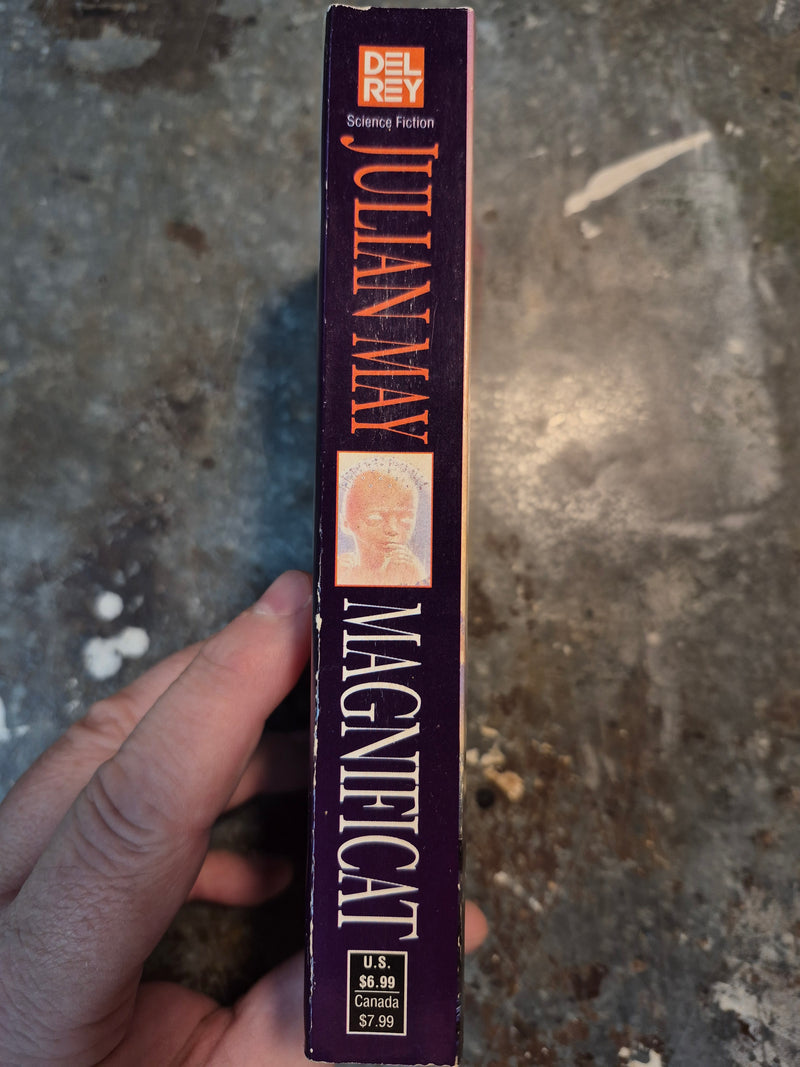 DEL
REY
Science Fiction
JULIAN MAY
MAGNIFICAT
U.S.
$6.99
Canada
$7.99